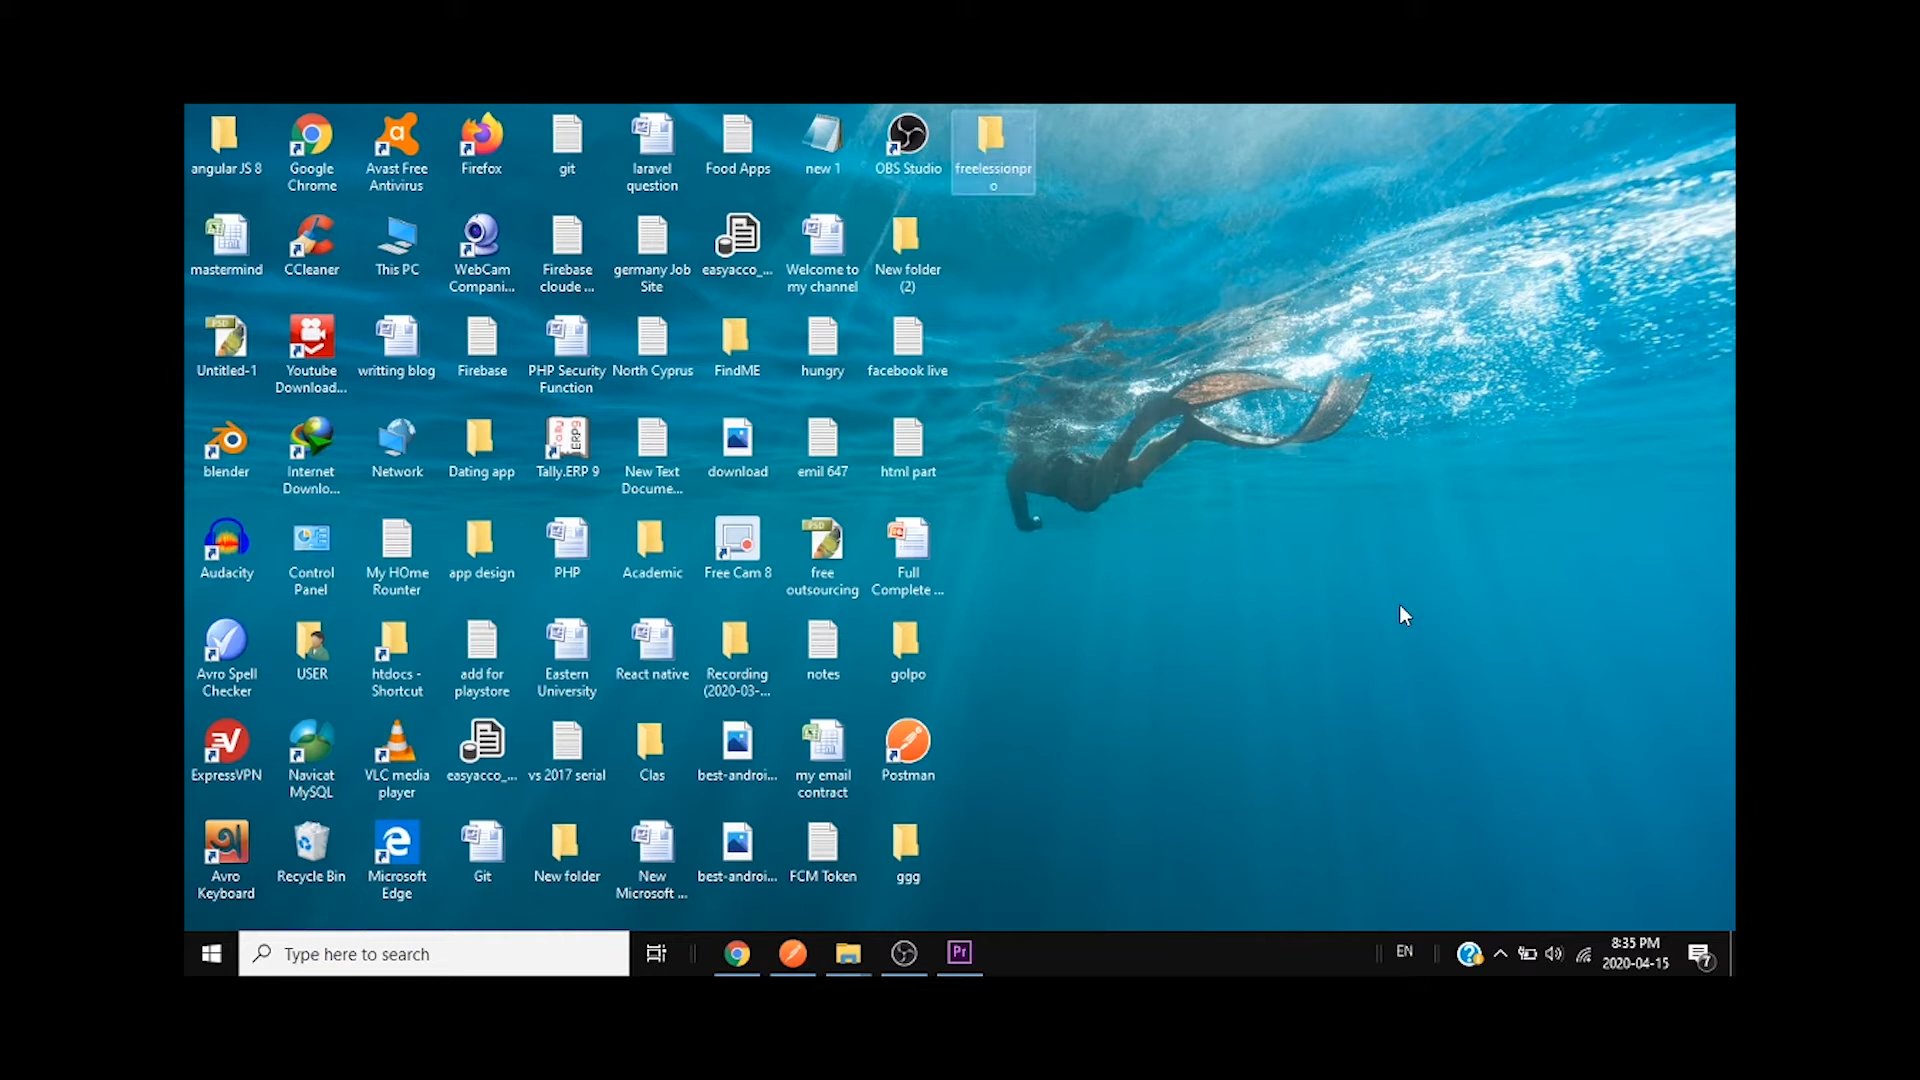 angular JS 8
Google
Chrome
Avast Free
Antivirus
Firefox
git
laravel
question
Food Apps
new 1
OBS Studio
freelessionpr
o
mastermind
CCleaner
This PC
WebCam
Compani...
Firebase
cloude ...
germany Job
Site
easyacco_...
Welcome to
my channel
New folder
(2)
PSD
Untitled-1
Youtube
Download...
writting blog
Firebase
PHP Security
Function
North Cyprus
FindME
hungry
facebook live
blender
Internet
Downlo...
Network
Dating app
Tally.ERP 9
New Text
Docume...
download
emil 647
html part
Audacity
Control
Panel
My HOme
Rounter
app design
PHP
Academic
Free Cam 8
PSD
free
outsourcing
Full
Complete ...
Avro Spell
Checker
USER
htdocs -
Shortcut
add for
playstore
Eastern
University
React native
Recording
(2020-03-...
notes
golpo
ExpressVPN
Navicat
MySQL
VLC media
player
easyacco_...
vs 2017 serial
Clas
best-androi...
my email
contract
Postman
Avro
Keyboard
Recycle Bin
Microsoft
Edge
Git
New folder
New
Microsoft ...
best-androi...
FCM Token
ggg
Type here to search
Pr
EN
8:35 PM
2020-04-15
7